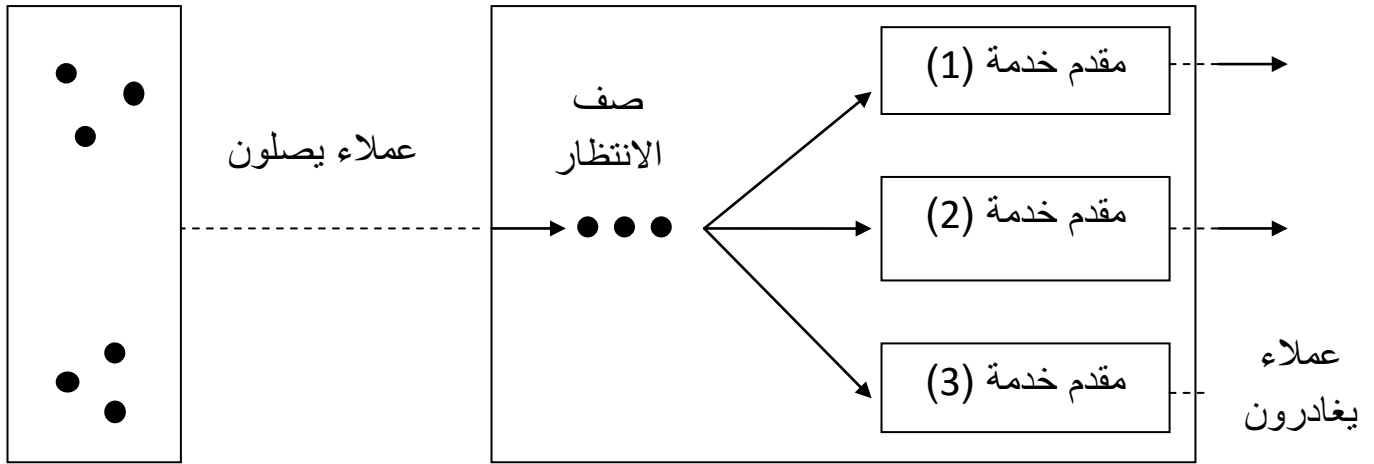 عملاء يصلون
صف
الانتظار
مقدم خدمة (1)
مقدم خدمة (2)
مقدم خدمة (3)
عملاء
يغادرون